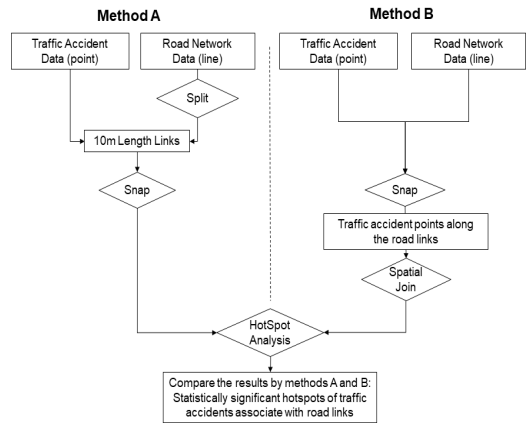 Method A
Method B
Traffic Accident
Data (point)
Road Network
Data (line)
Traffic Accident
Data (point)
Road Network
Data (line)
Split
10m Length Links
Snap
Snap
Traffic accident points along
the road links
Spatial
Join
HotSpot
Analysis
Compare the results by methods A and B:
Statistically significant hotspots of traffic
accidents associate with road links